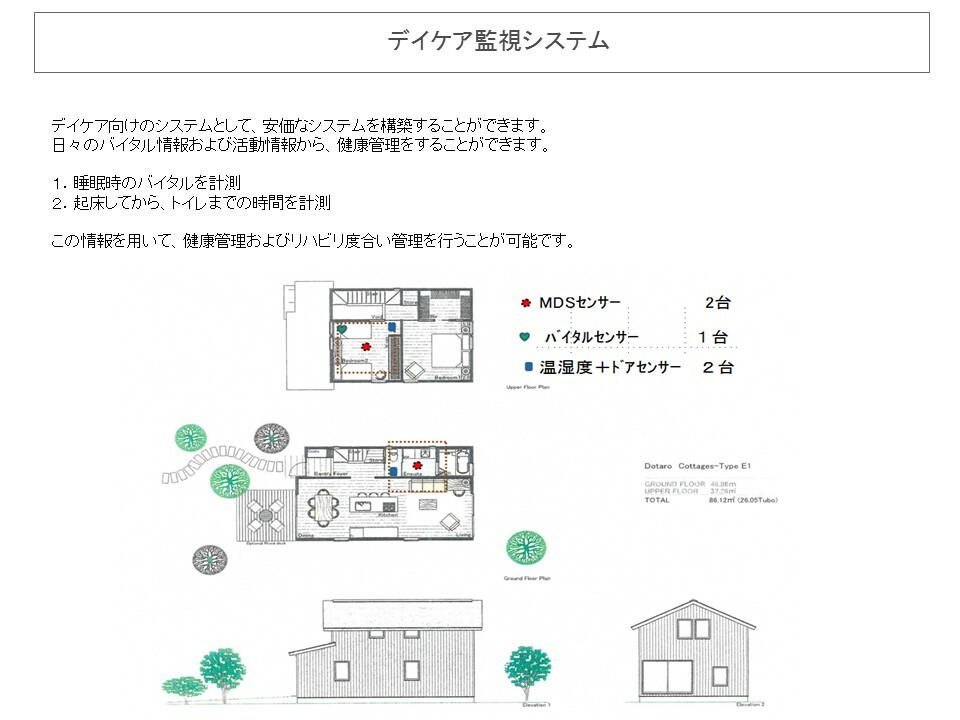 デイケア監視システム
デイケア向けのシステムとして、安価なシステムを構築することができます。
日々のバイタル情報および活動情報から、健康管理をすることができます。
１．睡眠時のバイタルを計測
２．起床してから、トイレまでの時間を計測
この情報を用いて、健康管理およびリハビリ度合い管理を行うことが可能です。
MDSセンサー 2台
バイタルセンサー 1台
温湿度＋ドアセンサー 2台
Store
Void
Bedroom2
Bedroom1
Upper Floor Plan
Entry Foyer
Store
Ensuite
Kitchen
Dining
Living
Optional Wood deck
Ground Floor Plan
Dotaro Cottages-Type E1
GROUND FLOOR
UPPER FLOOR
TOTAL 86.12㎡ (26.05Tubo)
Elevation 1
Elevation 2